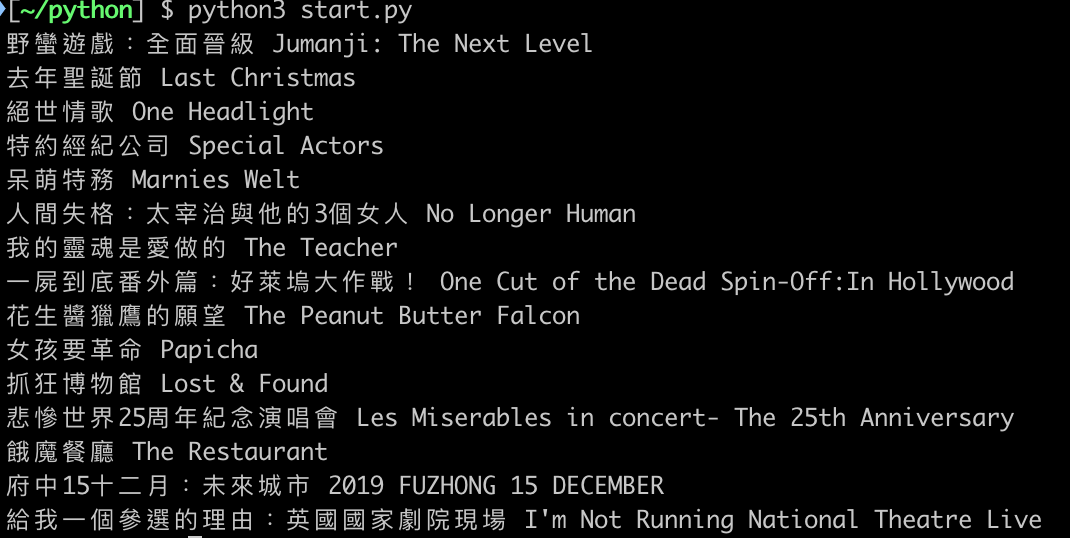 [~/python] $ python3 start.py
野蠻遊戲：全面晉級 Jumanji: The Next Level
去年聖誕節 Last Christmas
絕世情歌 One Headlight
特約經紀公司 Special Actors
呆萌特務 Marnies Welt
人間失格：太宰治與他的3個女人 No Longer Human
我的靈魂是愛做的 The Teacher
一屍到底番外篇：好萊塢大作戰！ One Cut of the Dead Spin-Off:In Hollywood
花生醬獵鷹的願望 The Peanut Butter Falcon
女孩要革命 Papicha
抓狂博物館 Lost & Found
悲慘世界25周年紀念演唱會 Les Miserables in concert- The 25th Anniversary
餓魔餐廳 The Restaurant
府中15十二月：未來城市 2019 FUZHONG 15 DECEMBER
給我一個參選的理由：英國國家劇院現場 I'm Not Running National Theatre Live